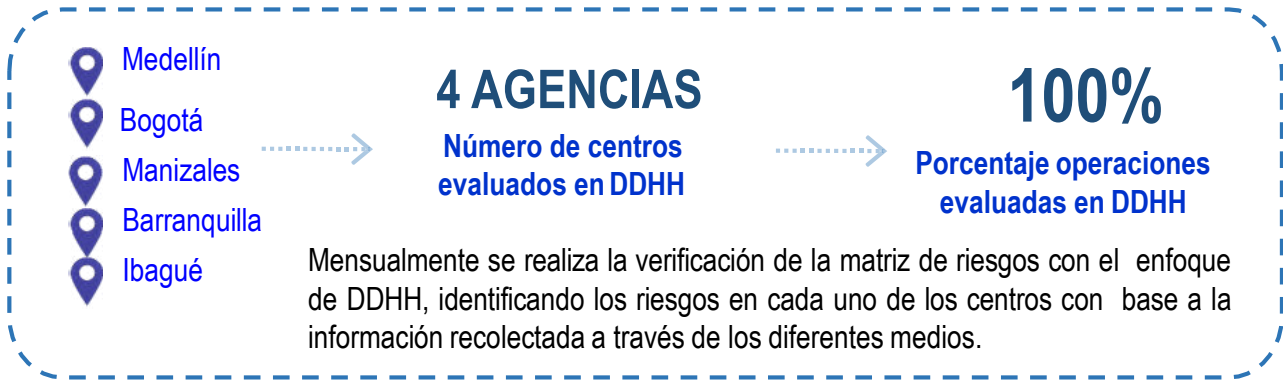 Medellín
Bogotá
Manizales
Barranquilla
Ibagué
4 AGENCIAS
Número de centros
evaluados en DDHH
100%
Porcentaje operaciones
evaluadas en DDHH
Mensualmente se realiza la verificación de la matriz de riesgos con el enfoque
de DDHH, identificando los riesgos en cada uno de los centros con base a la
información recolectada a través de los diferentes medios.